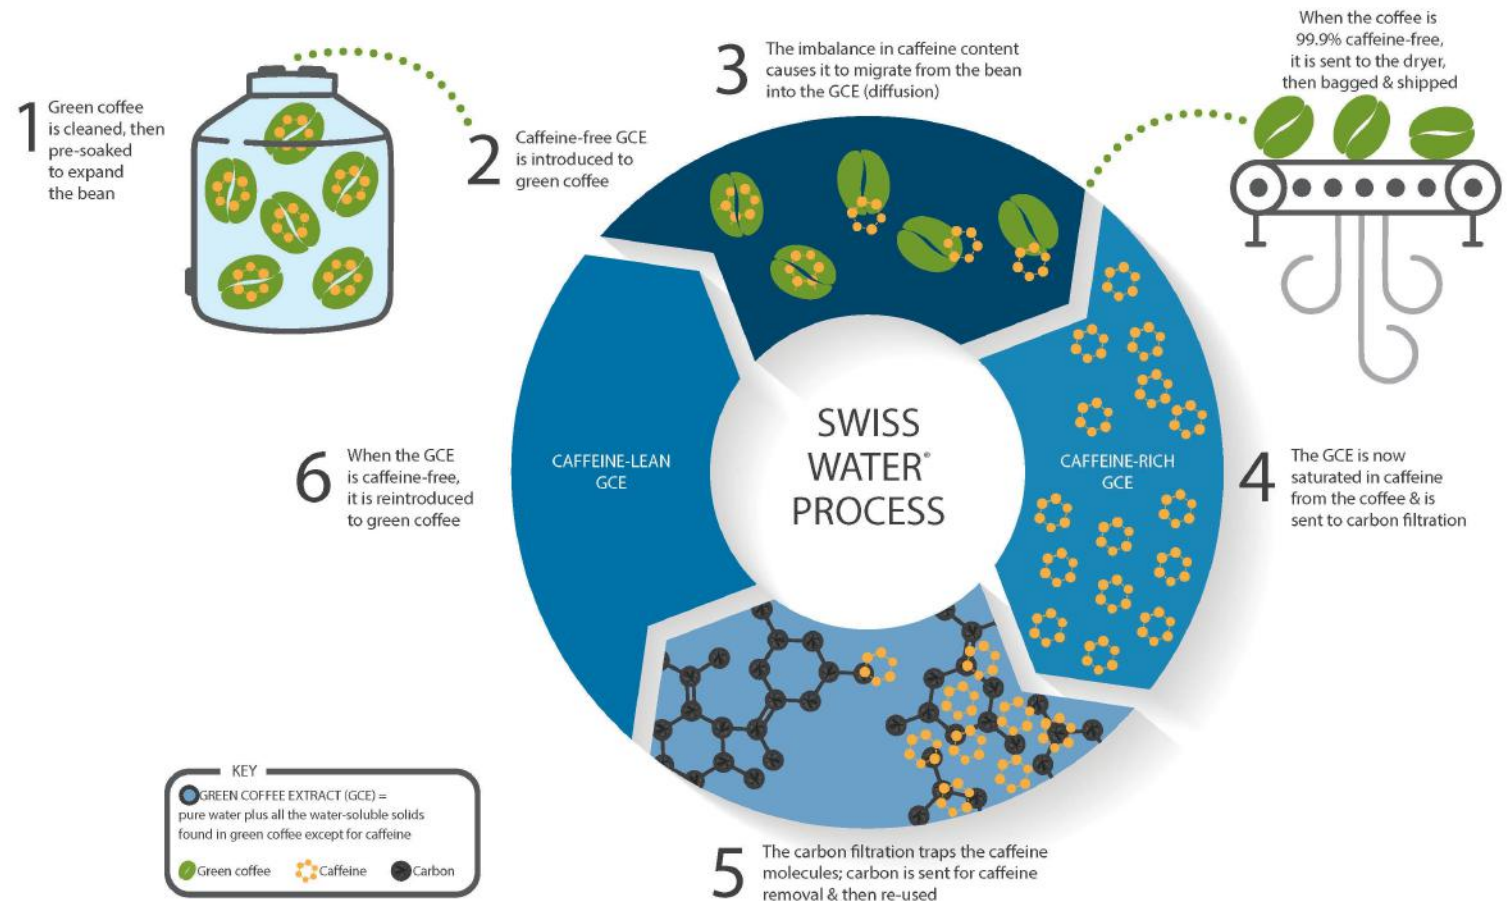 1
Green coffee
is cleaned, then
pre-soaked
to expand
the bean
2
Caffeine-free GCE
is introduced to
green coffee
3
The imbalance in caffeine content
causes it to migrate from the bean
into the GCE (diffusion)
When the coffee is
99.9% caffeine-free,
it is sent to the dryer,
then bagged & shipped
SWISS
WATER®
PROCESS
CAFFEINE-RICH
GCE
4
The GCE is now
saturated in caffeine
from the coffee & is
sent to carbon filtration
5
The carbon filtration traps the caffeine
molecules; carbon is sent for caffeine
removal & then re-used
6
When the GCE
is caffeine-free,
it is reintroduced
to green coffee
CAFFEINE-LEAN
GCE
KEY
GREEN COFFEE EXTRACT (GCE) =
pure water plus all the water-soluble solids
found in green coffee except for caffeine
Green coffee
Caffeine
Carbon